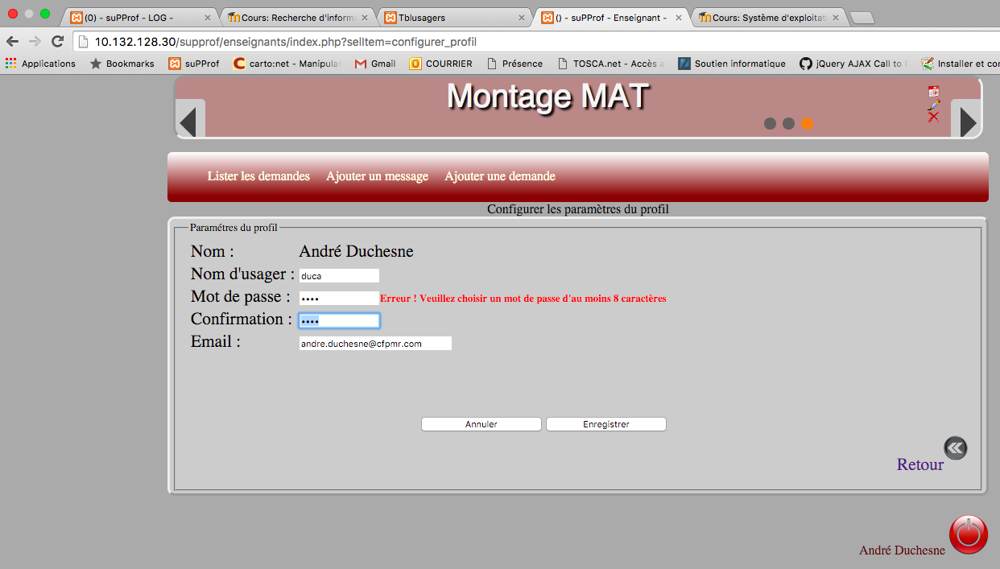 (0) - suPProf - LOG -
Cours: Recherche d'inform
Tblusagers
() - suPProf - Enseignant -
Cours: Système d'exploitat
10.132.128.30/supprof/enseignants/index.php?selItem=configurer_profil
Applications
Bookmarks
suPProf
carto:net - Manipulat
Gmail
COURRIER
Présence
TOSCA.net - Accès a
Soutien informatique
jQuery AJAX Call to
Installer et con
Montage MAT
Lister les demandes
Ajouter un message
Ajouter une demande
Configurer les paramètres du profil
Paramétres du profil
Nom : André Duchesne
Nom d'usager : duca
Mot de passe : •••• Erreur ! Veuillez choisir un mot de passe d'au moins 8 caractères
Confirmation : ••••
Email : andre.duchesne@cfpmr.com
Annuler
Enregistrer
Retour
André Duchesne